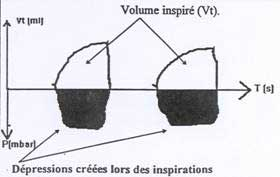 Volume inspiré (Vt).
Vt [ml]
T [s]
P[mbar]
Dépressions créées lors des inspirations